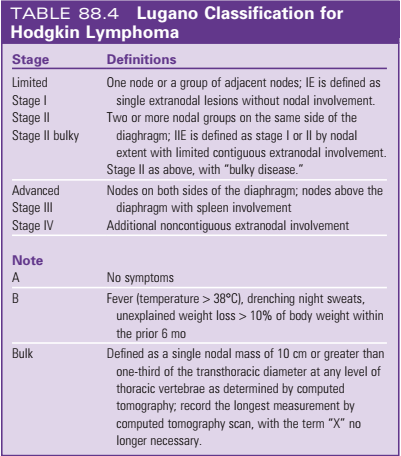 TABLE 88.4 Lugano Classification for
Hodgkin Lymphoma
Stage Definitions
Limited One node or a group of adjacent nodes; IE is defined as
Stage I single extranodal lesions without nodal involvement.
Stage II Two or more nodal groups on the same side of the
Stage II bulky diaphragm; IIE is defined as stage I or II by nodal
extent with limited contiguous extranodal involvement.
Stage II as above, with “bulky disease.”
Advanced Nodes on both sides of the diaphragm; nodes above the
Stage III diaphragm with spleen involvement
Stage IV Additional noncontiguous extranodal involvement
Note
A No symptoms
B Fever (temperature > 38°C), drenching night sweats,
unexplained weight loss > 10% of body weight within
the prior 6 mo
Bulk Defined as a single nodal mass of 10 cm or greater than
one-third of the transthoracic diameter at any level of
thoracic vertebrae as determined by computed
tomography; record the longest measurement by
computed tomography scan, with the term “X” no
longer necessary.